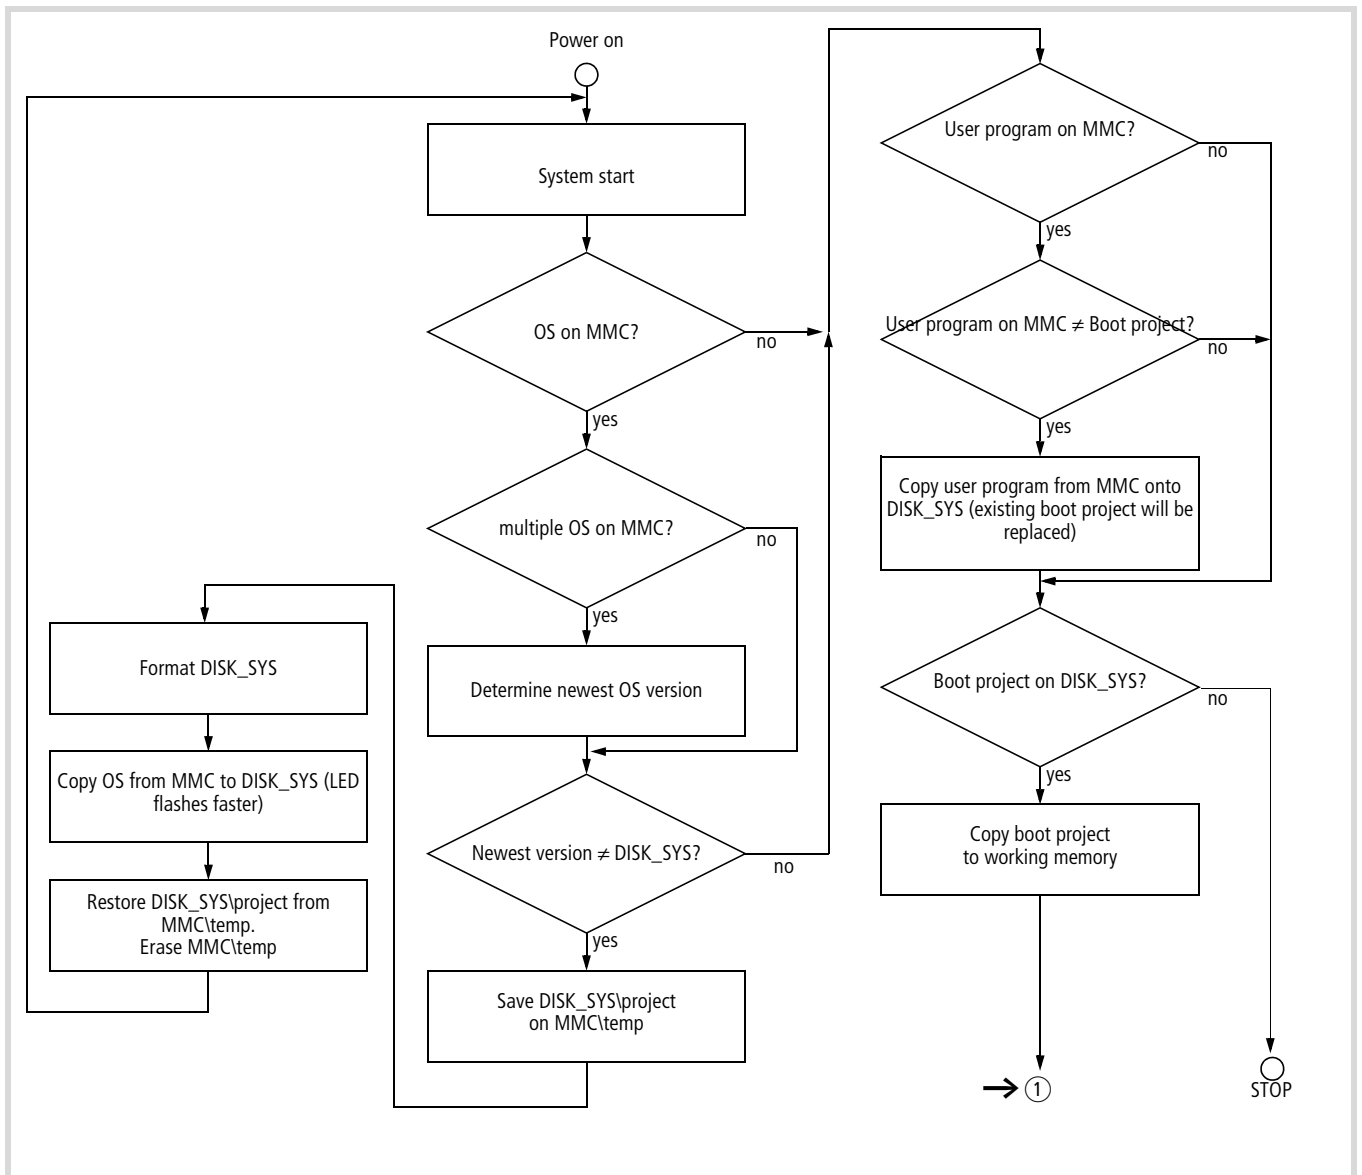 Power on
System start
OS on MMC?
no
yes
multiple OS on MMC?
no
yes
Determine newest OS version
Newest version ≠ DISK_SYS?
no
yes
Save DISK_SYS\project
on MMC\temp
Format DISK_SYS
Copy OS from MMC to DISK_SYS (LED
flashes faster)
Restore DISK_SYS\project from
MMC\temp.
Erase MMC\temp
User program on MMC?
no
yes
User program on MMC ≠ Boot project?
no
yes
Copy user program from MMC onto
DISK_SYS (existing boot project will be
replaced)
Boot project on DISK_SYS?
no
yes
Copy boot project
to working memory
→ ①
STOP